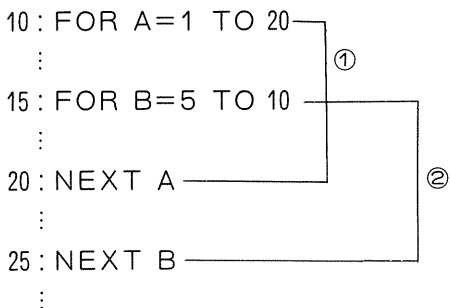 10 : FOR A=1 TO 20
①
⋮
15 : FOR B=5 TO 10
⋮
20 : NEXT A
②
⋮
25 : NEXT B
⋮